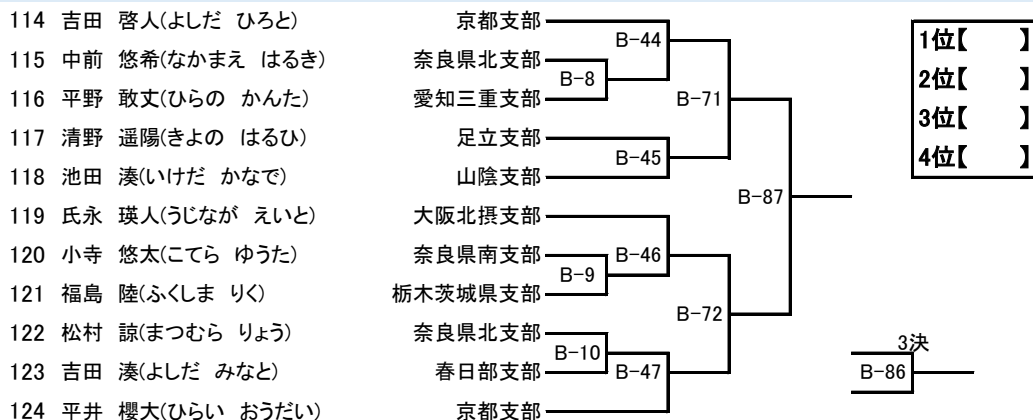 114 吉田 啓人(よしだ ひろと) 京都支部
B-44
115 中前 悠希(なかまえ はるき) 奈良県北支部
B-8
116 平野 敢丈(ひらの かんた) 愛知三重支部
B-71
117 清野 遥陽(きよの はるひ) 足立支部
B-45
118 池田 湊(いけだ かなで) 山陰支部
B-87
119 氏永 瑛人(うじなが えいと) 大阪北摂支部
120 小寺 悠太(こてら ゆうた) 奈良県南支部
B-46
B-9
121 福島 陸(ふくしま りく) 栃木茨城県支部
B-72
122 松村 諒(まつむら りょう) 奈良県北支部
B-10
123 吉田 湊(よしだ みなと) 春日部支部
B-47
124 平井 櫻大(ひらい おうだい) 京都支部
1位【 】
2位【 】
3位【 】
4位【 】
3決
B-86